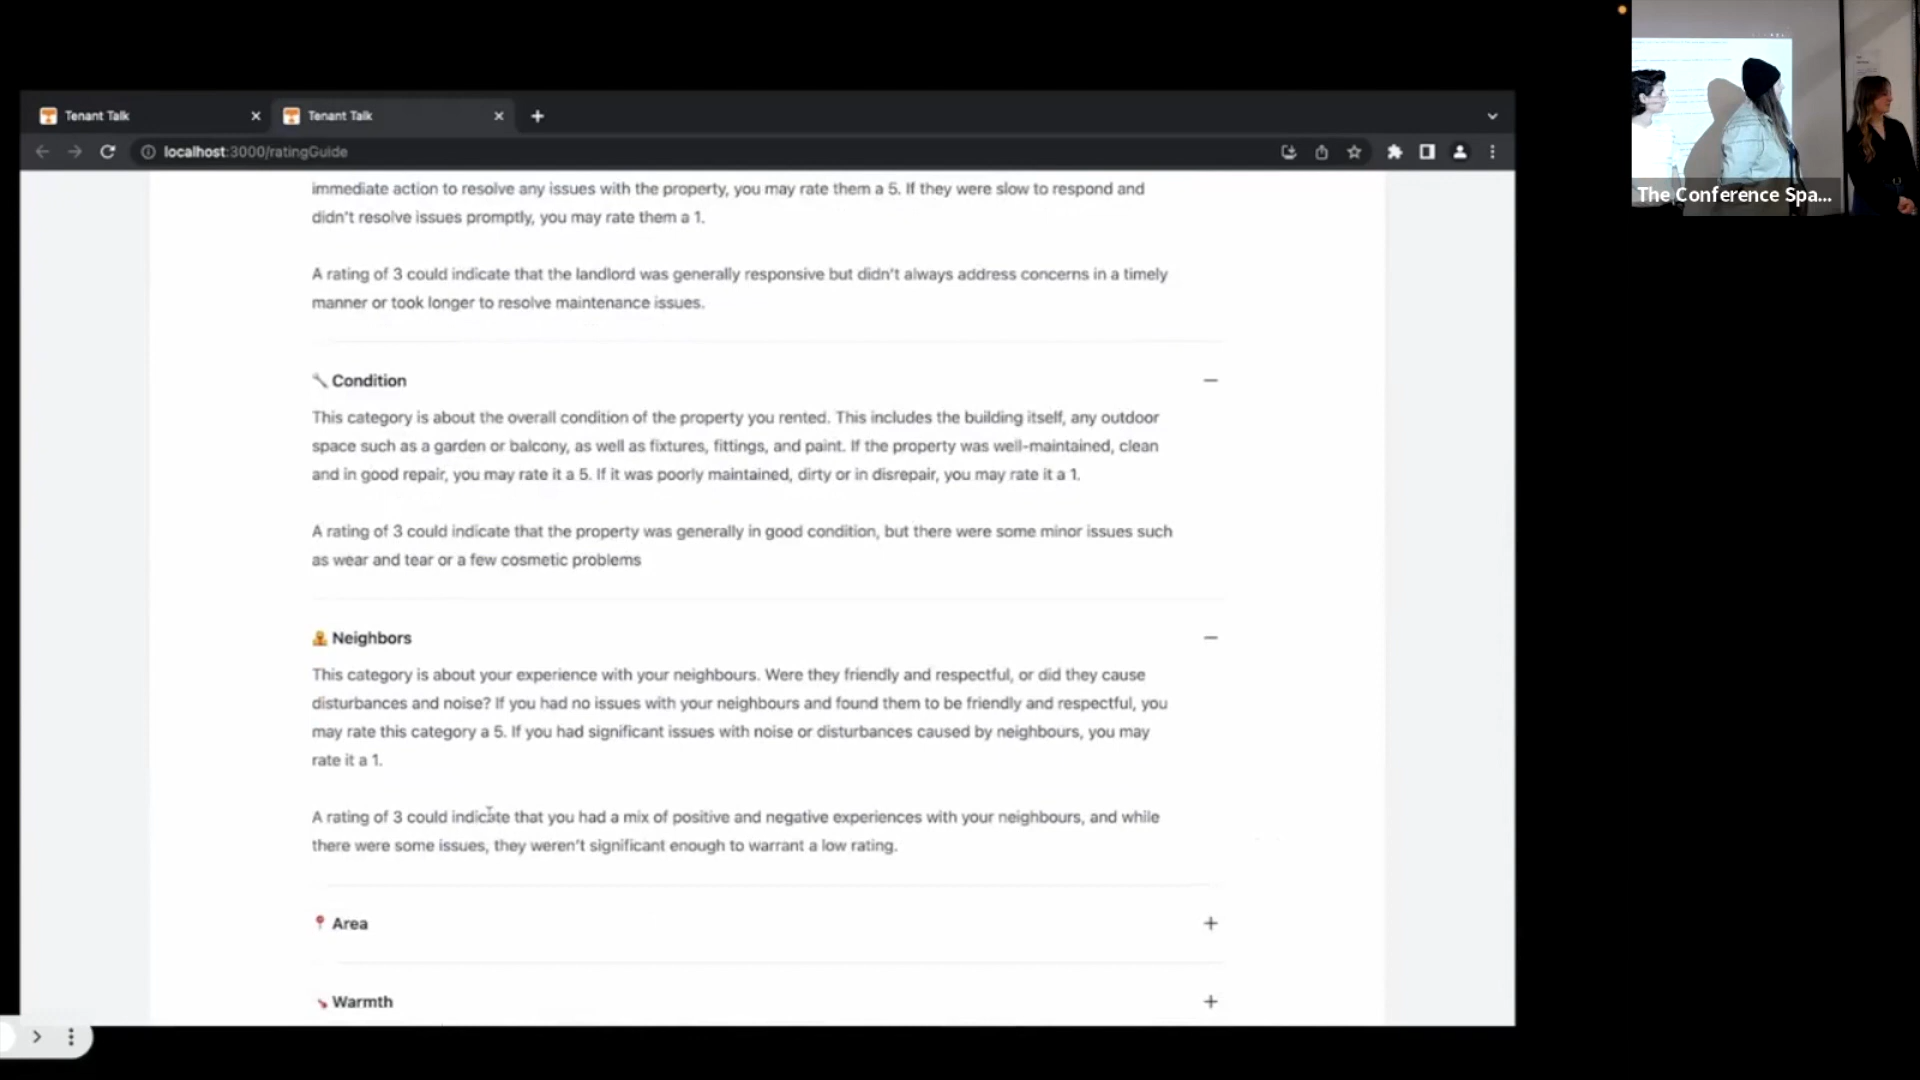 Tenant Talk
Tenant Talk
localhost:3000/ratingGuide
The Conference Spa...
immediate action to resolve any issues with the property, you may rate them a 5. If they were slow to respond and
didn't resolve issues promptly, you may rate them a 1.
A rating of 3 could indicate that the landlord was generally responsive but didn't always address concerns in a timely
manner or took longer to resolve maintenance issues.
Condition
This category is about the overall condition of the property you rented. This includes the building itself, any outdoor
space such as a garden or balcony, as well as fixtures, fittings, and paint. If the property was well-maintained, clean
and in good repair, you may rate it a 5. If it was poorly maintained, dirty or in disrepair, you may rate it a 1.
A rating of 3 could indicate that the property was generally in good condition, but there were some minor issues such
as wear and tear or a few cosmetic problems
Neighbors
This category is about your experience with your neighbours. Were they friendly and respectful, or did they cause
disturbances and noise? If you had no issues with your neighbours and found them to be friendly and respectful, you
may rate this category a 5. If you had significant issues with noise or disturbances caused by neighbours, you may
rate it a 1.
A rating of 3 could indicate that you had a mix of positive and negative experiences with your neighbours, and while
there were some issues, they weren't significant enough to warrant a low rating.
Area
Warmth